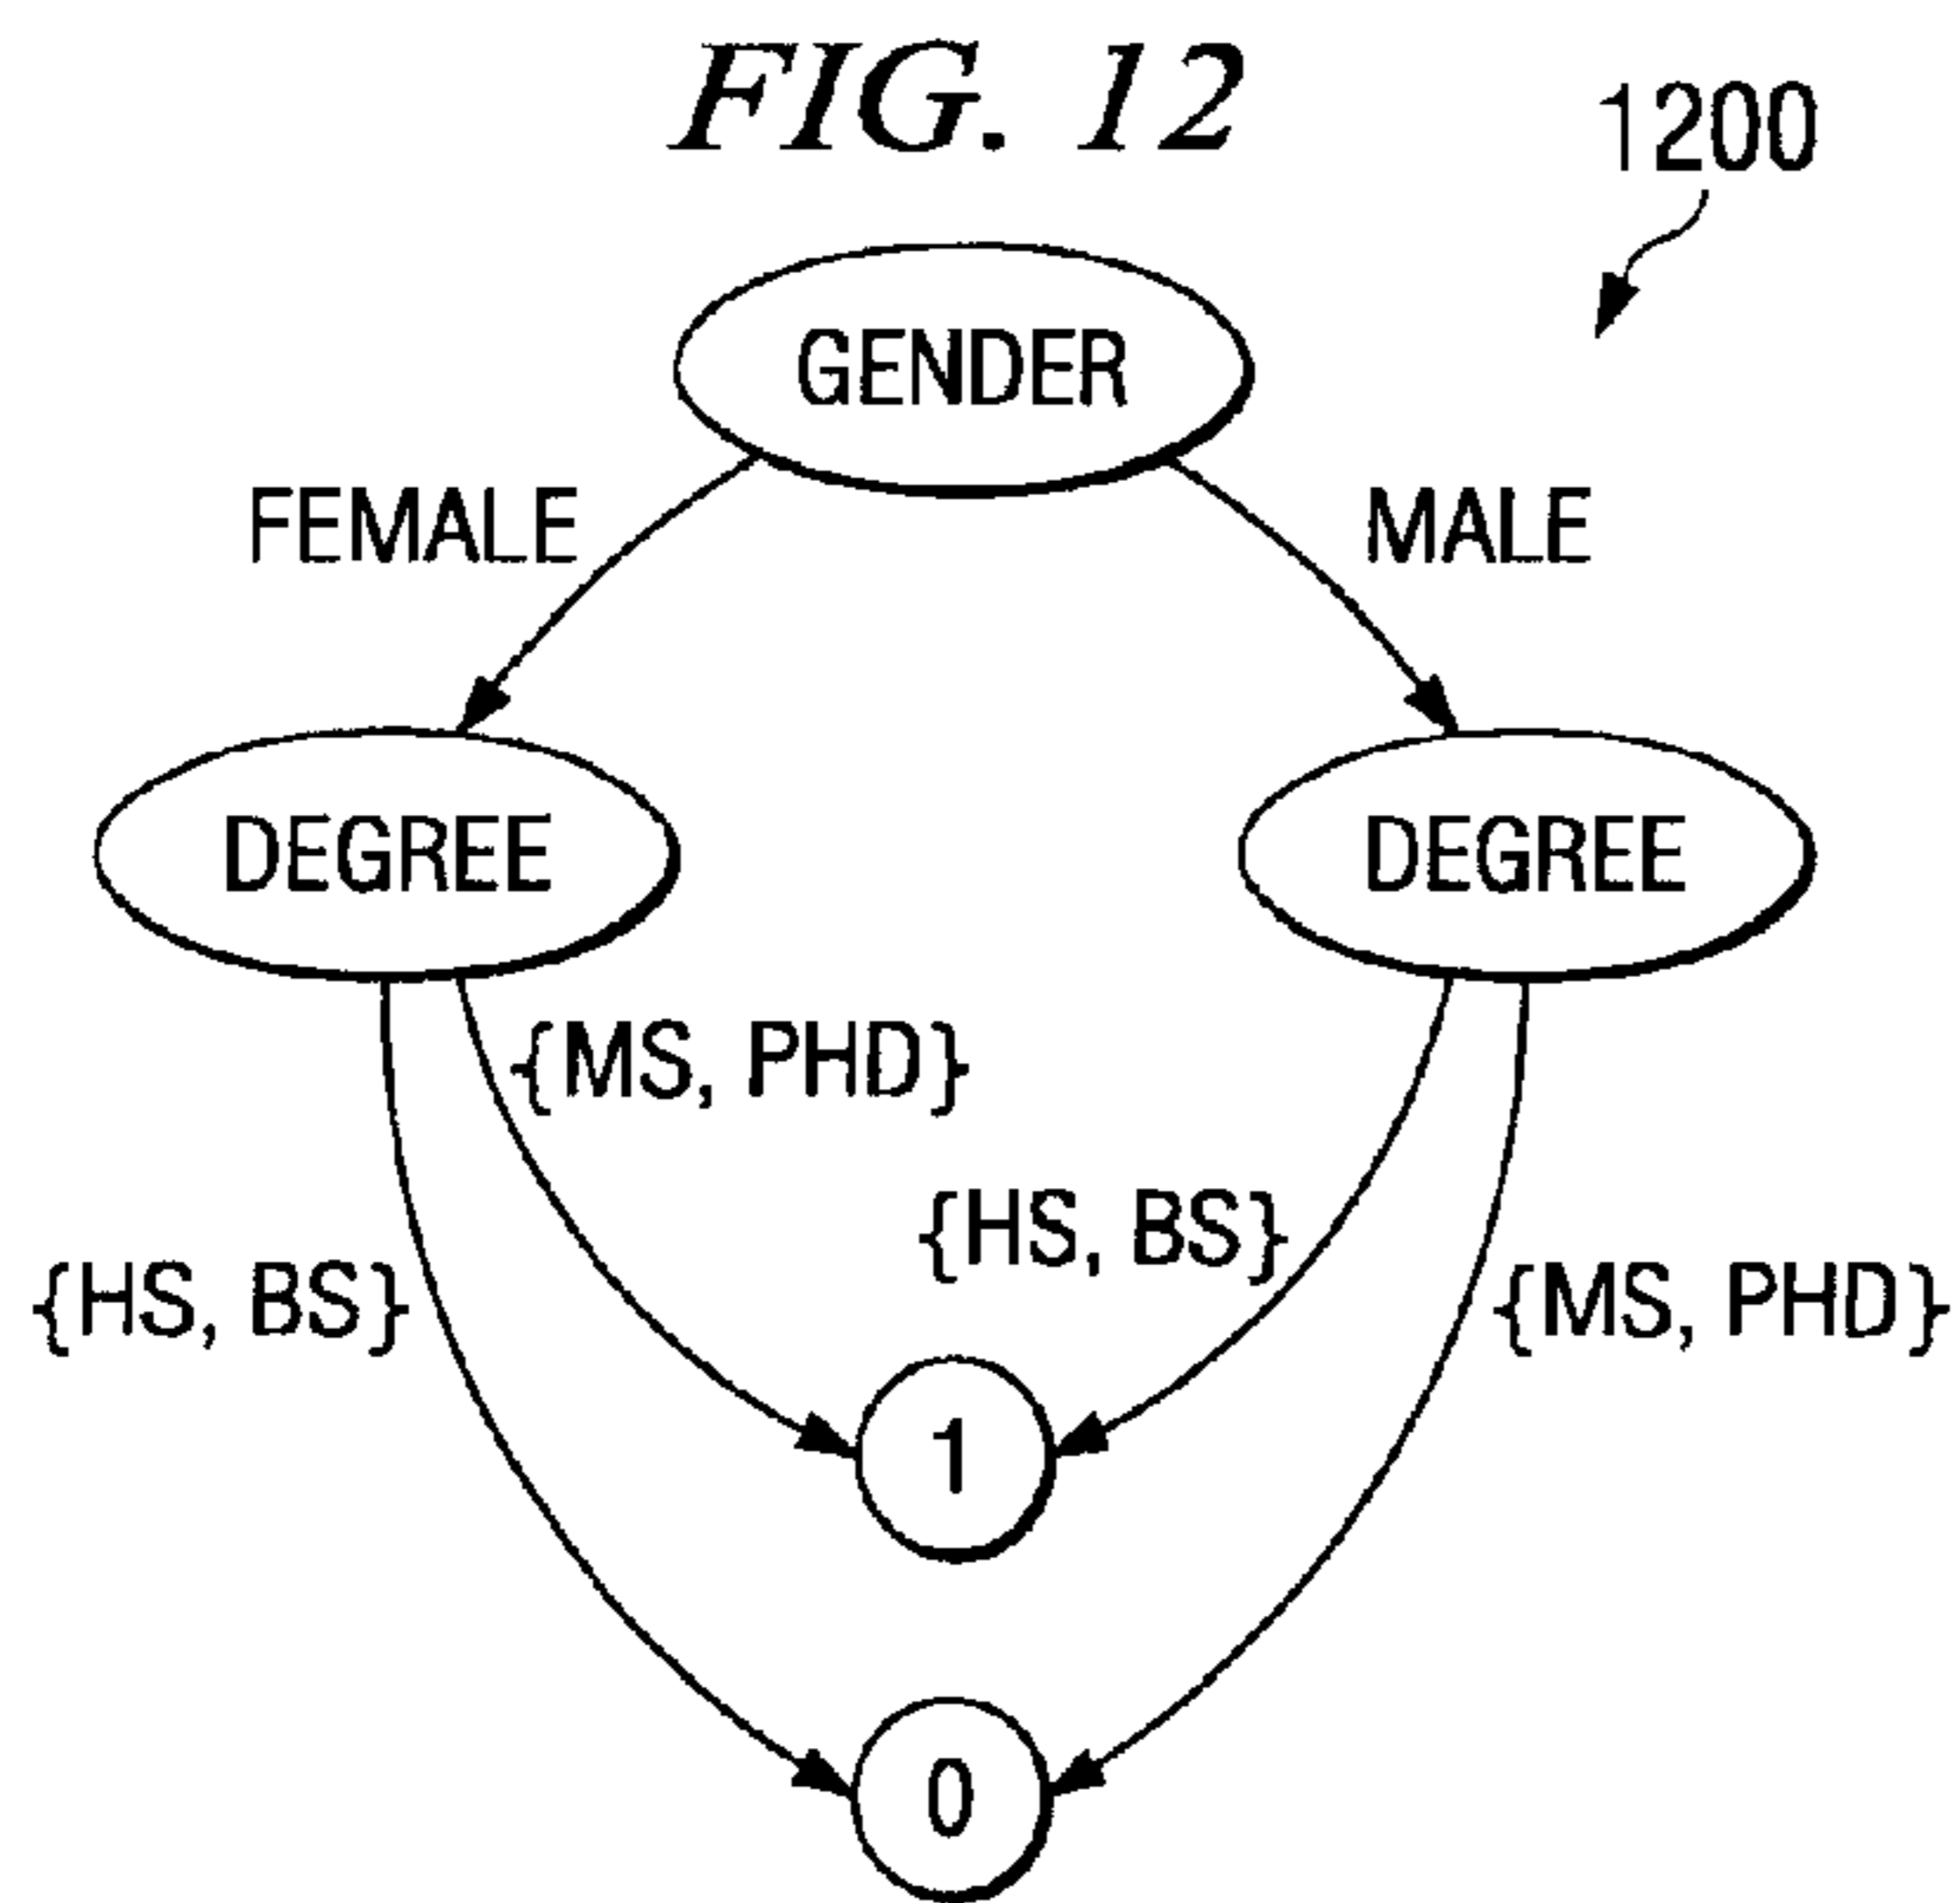 FIG. 12
1200
GENDER
FEMALE
MALE
DEGREE
DEGREE
{MS, PHD}
{HS, BS}
{HS, BS}
{MS, PHD}
1
0